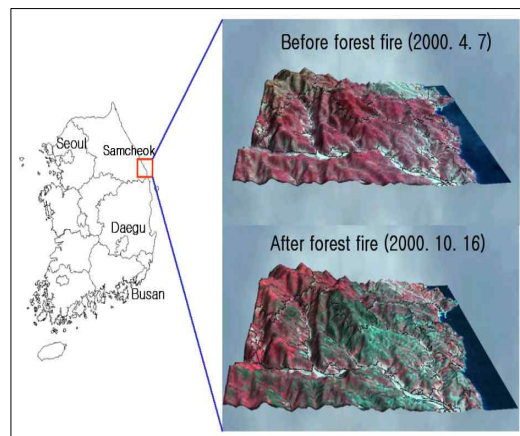 Before forest fire (2000. 4. 7)
Seoul
Samcheok
Daegu
Busan
After forest fire (2000. 10. 16)